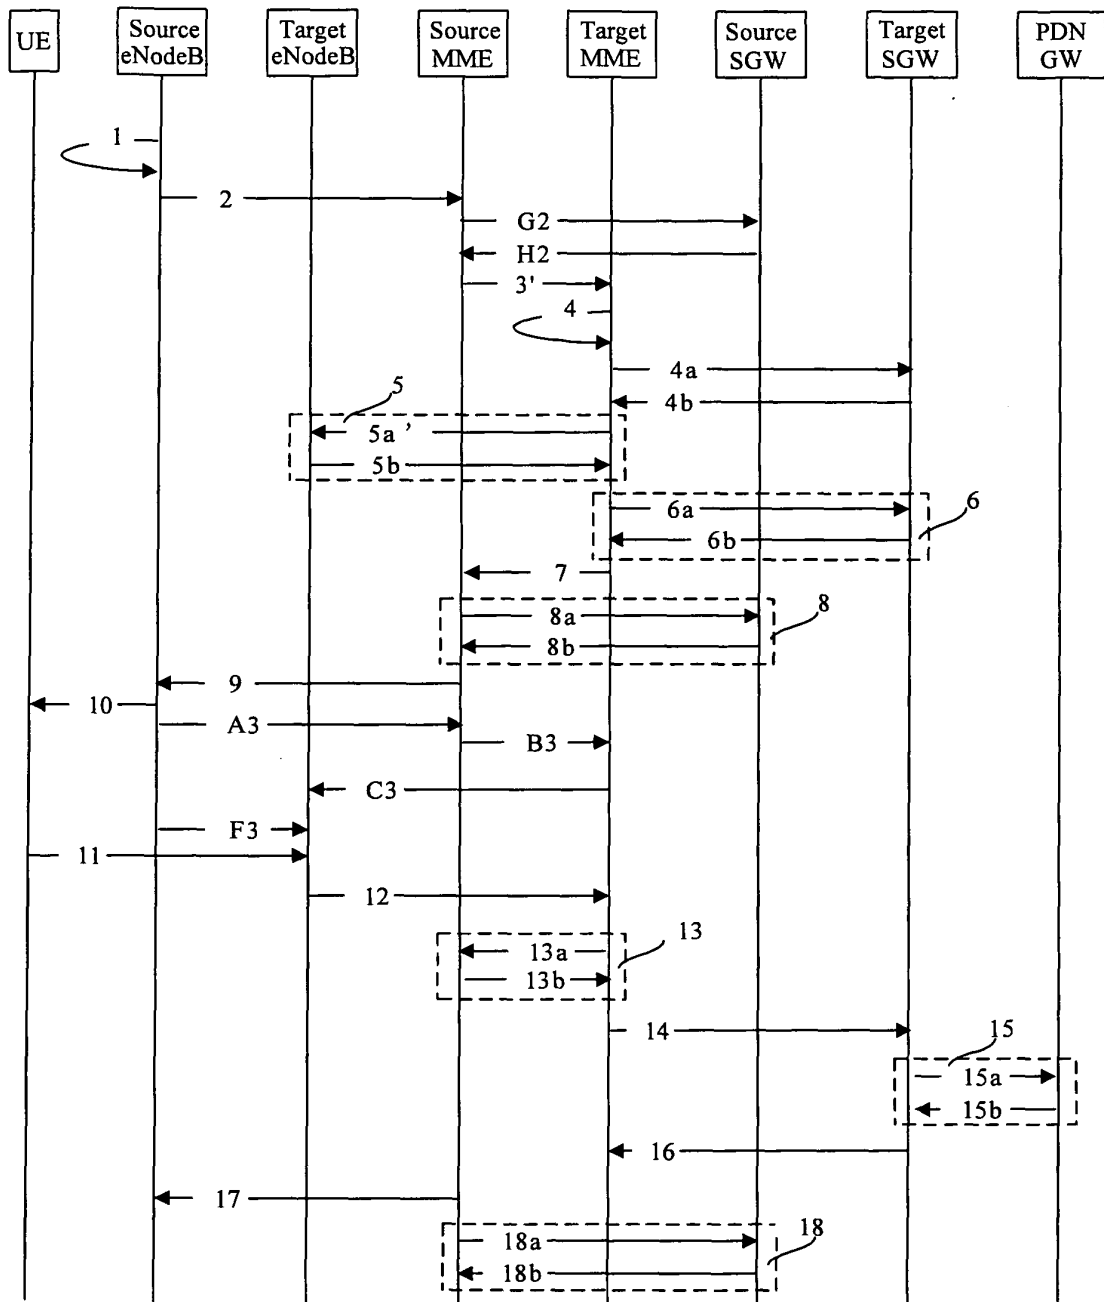 UE
Source
eNodeB
Target
eNodeB
Source
MME
Target
MME
Source
SGW
Target
SGW
PDN
GW
1
2
G2
H2
3'
4
4a
4b
5
5a'
5b
6a
6
6b
7
8a
8
8b
9
10
A3
B3
C3
F3
11
12
13
13a
13b
14
15
15a
15b
16
17
18
18a
18b